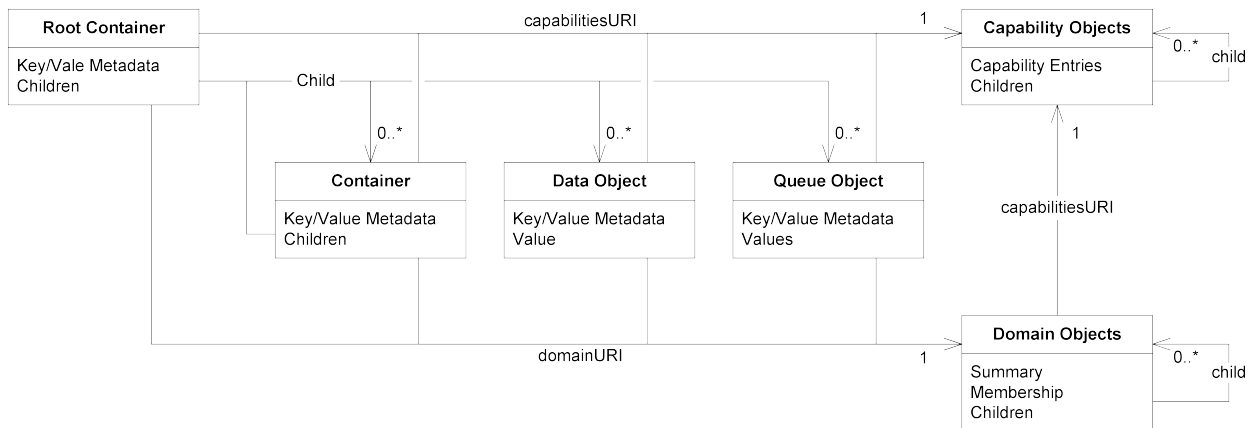 capabilitiesURI
1
Root Container
Key/Vale Metadata
Children
Capability Objects
Capability Entries
Children
0..*
child
Child
0..*
0..*
0..*
1
Container
Key/Value Metadata
Children
Data Object
Key/Value Metadata
Value
Queue Object
Key/Value Metadata
Values
capabilitiesURI
domainURI
1
Domain Objects
Summary
Membership
Children
0..*
child